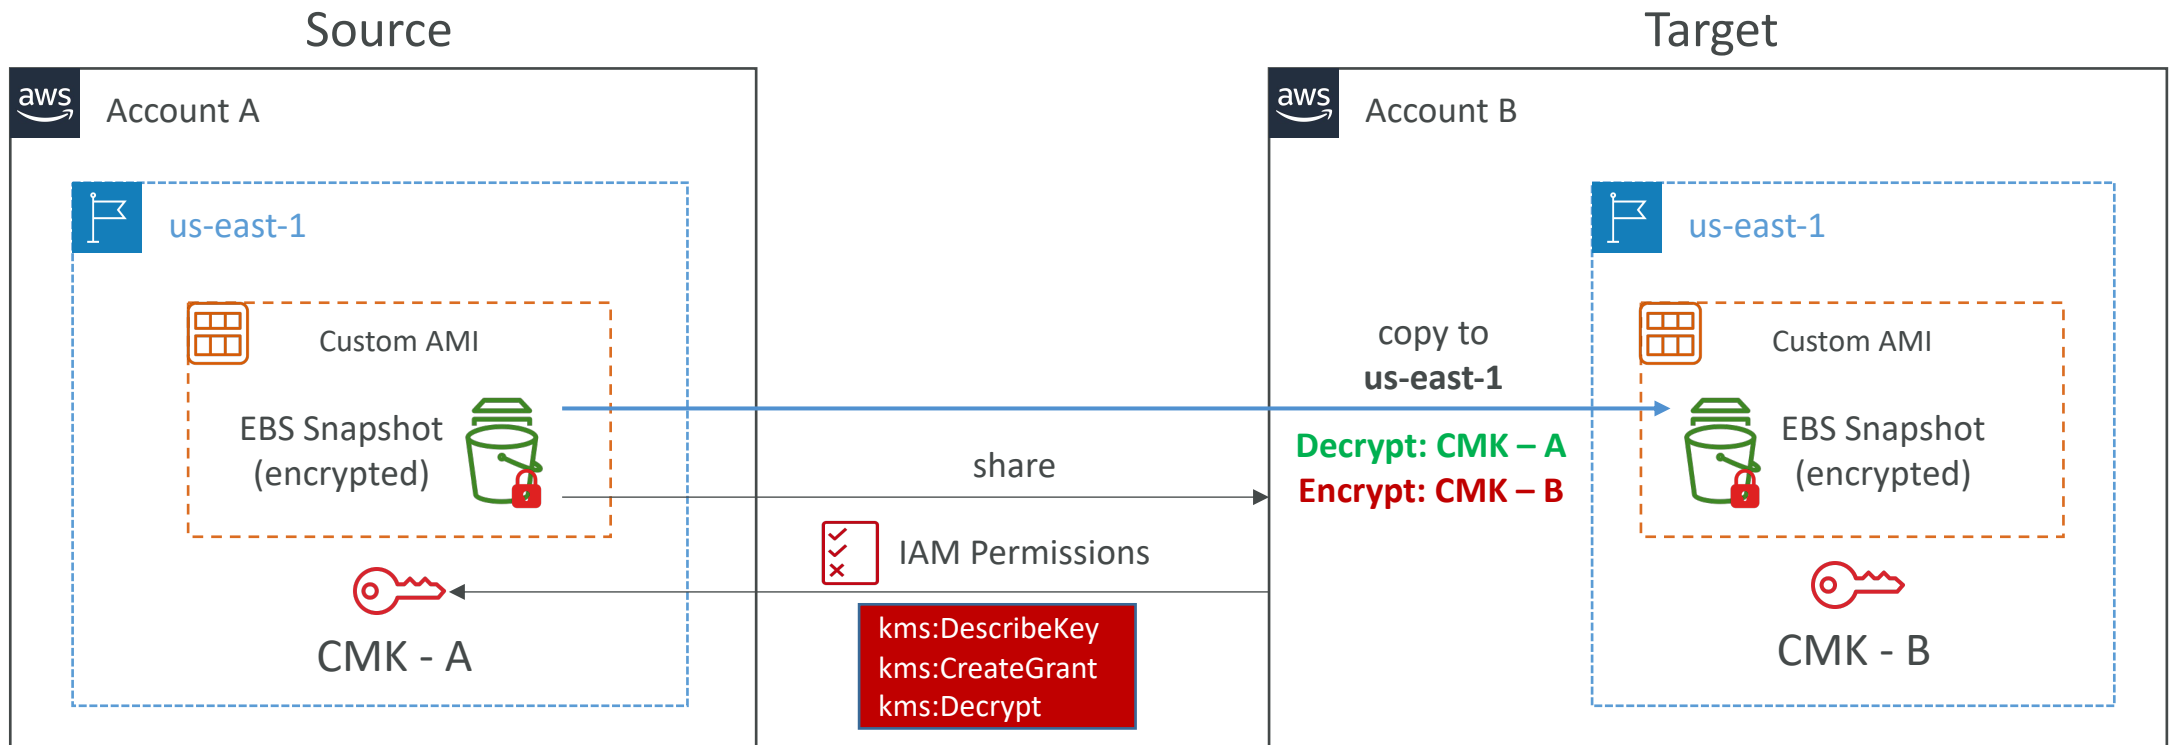 Source
Target
aws
Account A
aws
Account B
us-east-1
us-east-1
Custom AMI
EBS Snapshot
(encrypted)
CMK - A
share
IAM Permissions
kms:DescribeKey
kms:CreateGrant
kms:Decrypt
copy to
us-east-1
Decrypt: CMK – A
Encrypt: CMK – B
Custom AMI
EBS Snapshot
(encrypted)
CMK - B